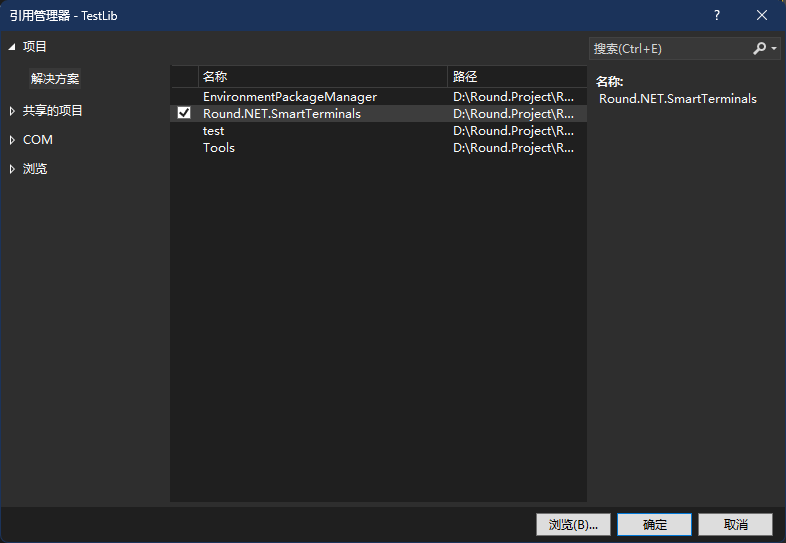 引用管理器 - TestLib
项目
解决方案
共享的项目
COM
浏览
名称 路径
EnvironmentPackageManager D:\Round.Project\R...
Round.NET.SmartTerminals D:\Round.Project\R...
test D:\Round.Project\R...
Tools D:\Round.Project\R...
搜索(Ctrl+E)
名称:
Round.NET.SmartTerminals
浏览(B)... 确定 取消